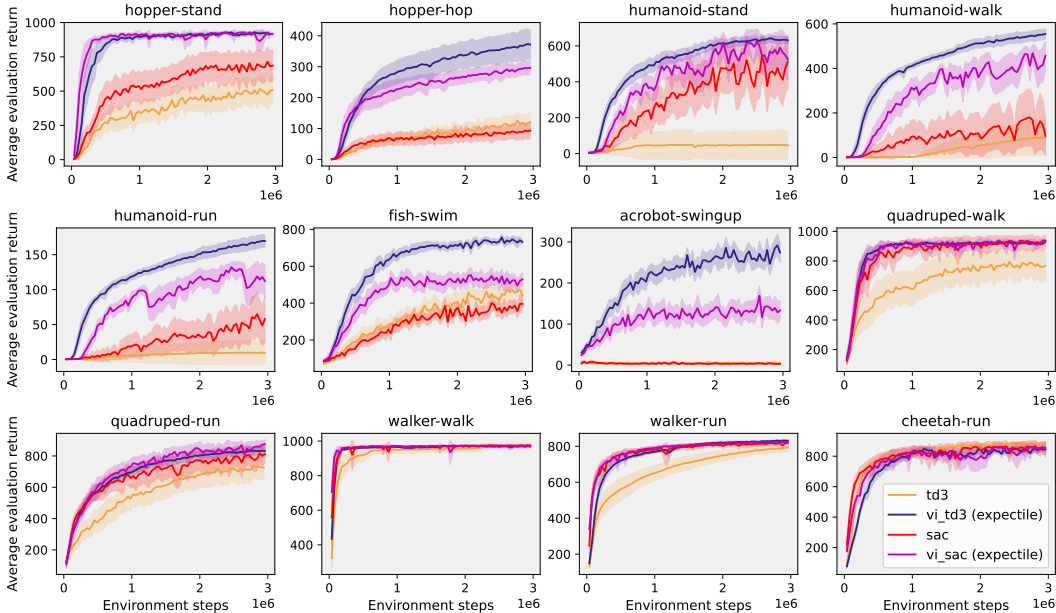 hopper-stand
hopper-hop
humanoid-stand
humanoid-walk
Average evaluation return
1000
750
500
250
0
0
1
2
3
1e6
400
300
200
100
0
0
1
2
3
1e6
600
400
200
0
0
1
2
3
1e6
600
400
200
0
0
1
2
3
1e6
humanoid-run
fish-swim
acrobot-swingup
quadruped-walk
Average evaluation return
150
100
50
0
0
1
2
3
1e6
800
600
400
200
0
1
2
3
1e6
300
200
100
0
0
1
2
3
1e6
1000
800
600
400
200
0
1
2
3
1e6
quadruped-run
walker-walk
walker-run
cheetah-run
Average evaluation return
800
600
400
200
0
1
2
3
Environment steps
1e6
1000
800
600
400
0
1
2
3
Environment steps
1e6
800
600
400
200
0
1
2
3
Environment steps
1e6
800
600
400
200
0
1
2
3
Environment steps
1e6
td3
vi_td3 (expectile)
sac
vi_sac (expectile)